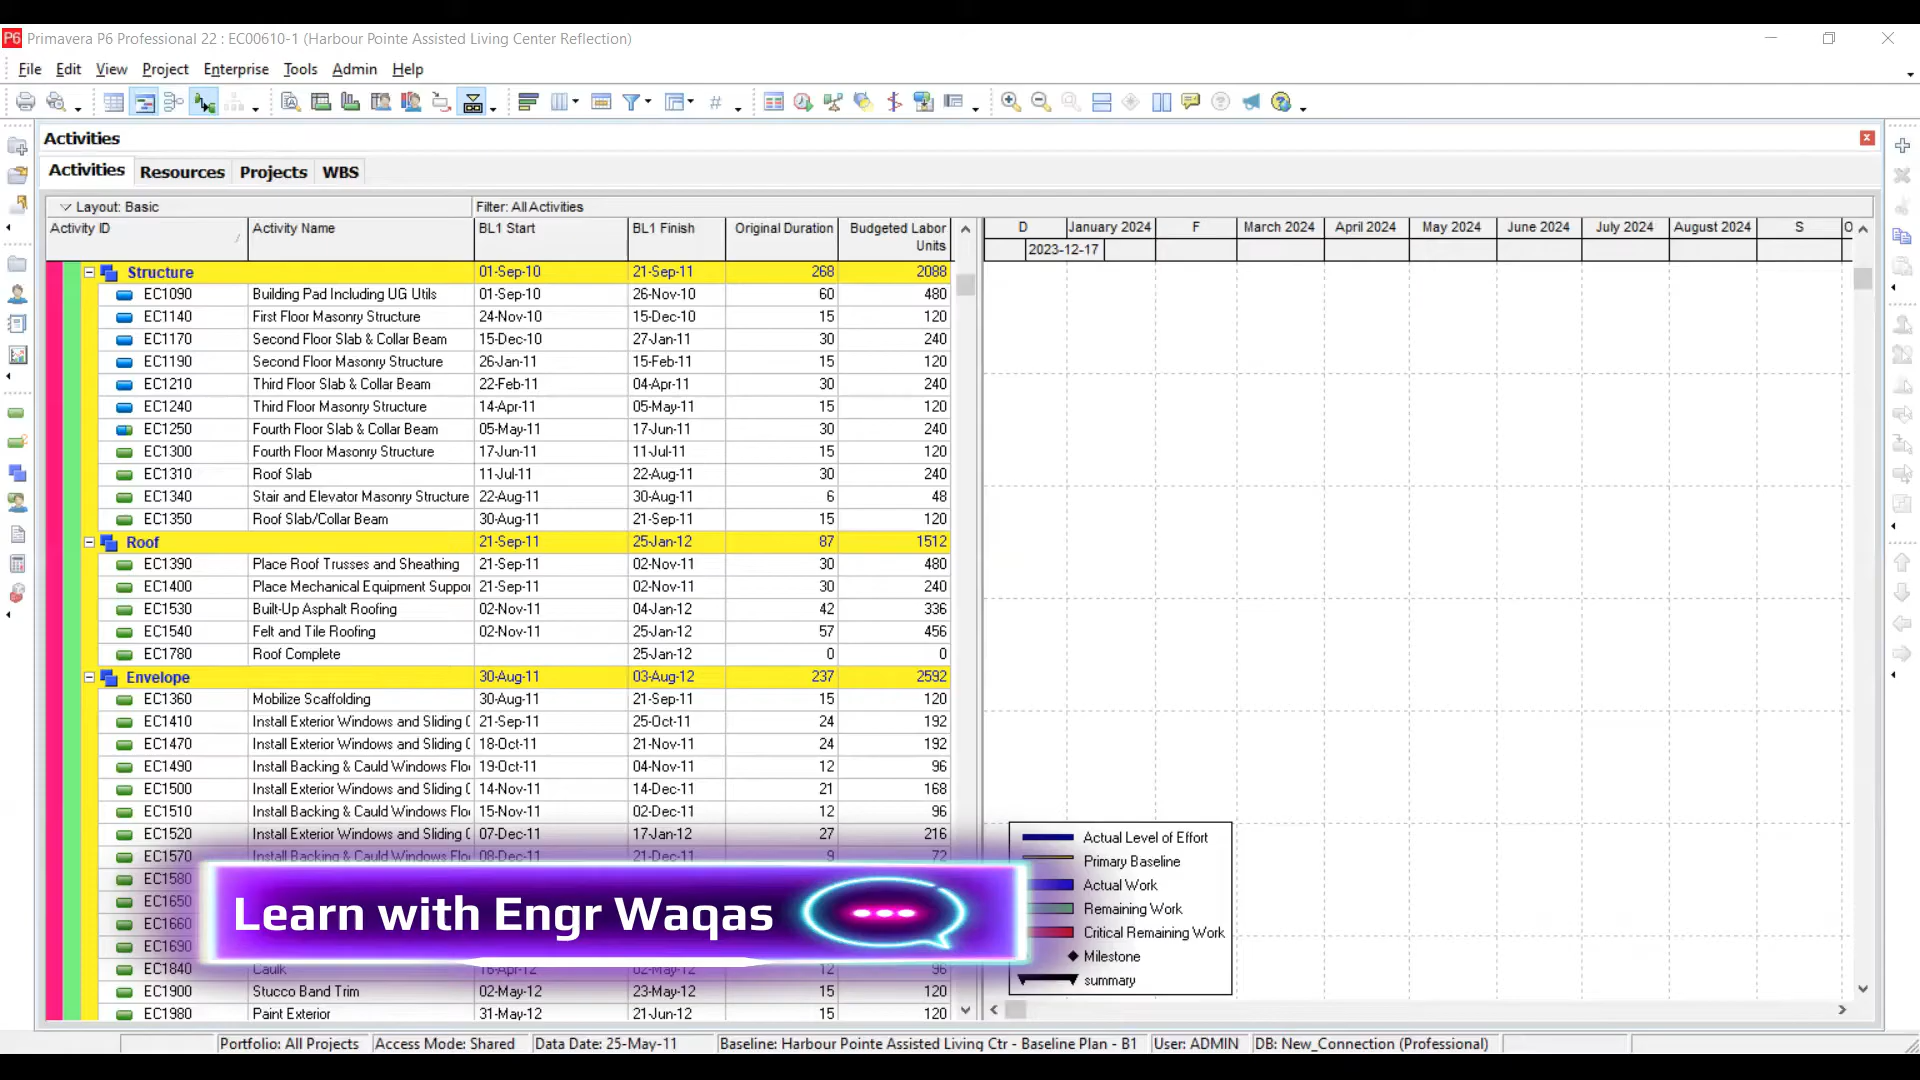 P6 Primavera P6 Professional 22 : EC00610-1 (Harbour Pointe Assisted Living Center Reflection)
File Edit View Project Enterprise Tools Admin Help
Activities
Activities Resources Projects WBS
Layout: Basic Filter: All Activities
Activity ID Activity Name BL1 Start BL1 Finish Original Duration Budgeted Labor Units
D January 2024 F March 2024 April 2024 May 2024 June 2024 July 2024 August 2024 S O
2023-12-17
Structure 01-Sep-10 21-Sep-11 268 2088
EC1090 Building Pad Including UG Utils 01-Sep-10 26-Nov-10 60 480
EC1140 First Floor Masonry Structure 24-Nov-10 15-Dec-10 15 120
EC1170 Second Floor Slab & Collar Beam 15-Dec-10 27-Jan-11 30 240
EC1190 Second Floor Masonry Structure 26-Jan-11 15-Feb-11 15 120
EC1210 Third Floor Slab & Collar Beam 22-Feb-11 04-Apr-11 30 240
EC1240 Third Floor Masonry Structure 14-Apr-11 05-May-11 15 120
EC1250 Fourth Floor Slab & Collar Beam 05-May-11 17-Jun-11 30 240
EC1300 Fourth Floor Masonry Structure 17-Jun-11 11-Jul-11 15 120
EC1310 Roof Slab 11-Jul-11 22-Aug-11 30 240
EC1340 Stair and Elevator Masonry Structure 22-Aug-11 30-Aug-11 6 48
EC1350 Roof Slab/Collar Beam 30-Aug-11 21-Sep-11 15 120
Roof 21-Sep-11 25-Jan-12 87 1512
EC1390 Place Roof Trusses and Sheathing 21-Sep-11 02-Nov-11 30 480
EC1400 Place Mechanical Equipment Suppo 21-Sep-11 02-Nov-11 30 240
EC1530 Built-Up Asphalt Roofing 02-Nov-11 04-Jan-12 42 336
EC1540 Felt and Tile Roofing 02-Nov-11 25-Jan-12 57 456
EC1780 Roof Complete 25-Jan-12 0 0
Envelope 30-Aug-11 03-Aug-12 237 2592
EC1360 Mobilize Scaffolding 30-Aug-11 21-Sep-11 15 120
EC1410 Install Exterior Windows and Sliding 21-Sep-11 25-Oct-11 24 192
EC1470 Install Exterior Windows and Sliding 18-Oct-11 21-Nov-11 24 192
EC1490 Install Backing & Cauld Windows Flo 19-Oct-11 04-Nov-11 12 96
EC1500 Install Exterior Windows and Sliding 14-Nov-11 14-Dec-11 21 168
EC1510 Install Backing & Cauld Windows Flo 15-Nov-11 02-Dec-11 12 96
EC1520 Install Exterior Windows and Sliding 07-Dec-11 17-Jan-12 27 216
EC1570 Install Backing & Cauld Windows Flo 08-Dec-11 21-Dec-11 9 72
EC1580
EC1650
EC1660
EC1690
EC1840 Caulk 16-Apr-12 02-May-12 12 96
EC1900 Stucco Band Trim 02-May-12 23-May-12 15 120
EC1980 Paint Exterior 31-May-12 21-Jun-12 15 120
Learn with Engr Waqas
Actual Level of Effort
Primary Baseline
Actual Work
Remaining Work
Critical Remaining Work
Milestone
summary
Portfolio: All Projects Access Mode: Shared Data Date: 25-May-11 Baseline: Harbour Pointe Assisted Living Ctr - Baseline Plan - B1 User: ADMIN DB: New_Connection (Professional)